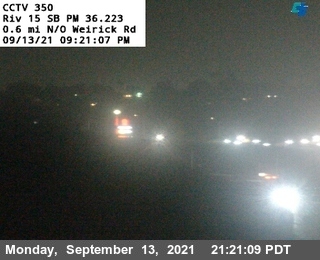 CCTV 350
Riv 15 SB PM 36.223
0.6 mi N/O Weirick Rd
09/13/21 09:21:07 PM
Monday, September 13, 2021 21:21:09 PDT